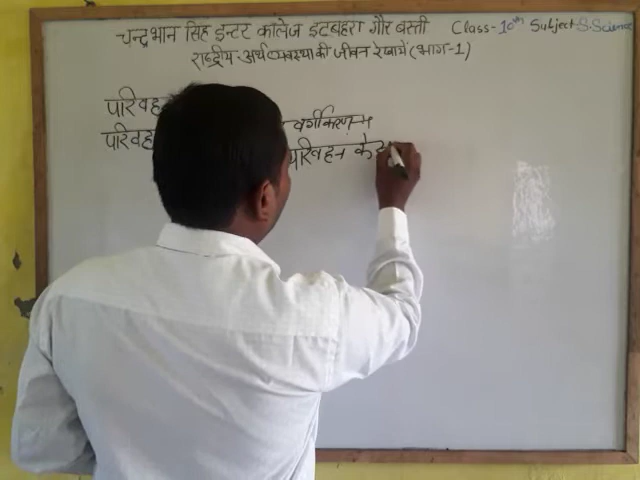 चन्द्रभान सिंह इन्टर कालेज इटबहरा गौर बस्ती Class- 10th Subject-S.Science
राष्ट्रीय अर्थव्यवस्था की जीवन रेखायें (भाग-1)
वर्गीकरण→
परिवहन के